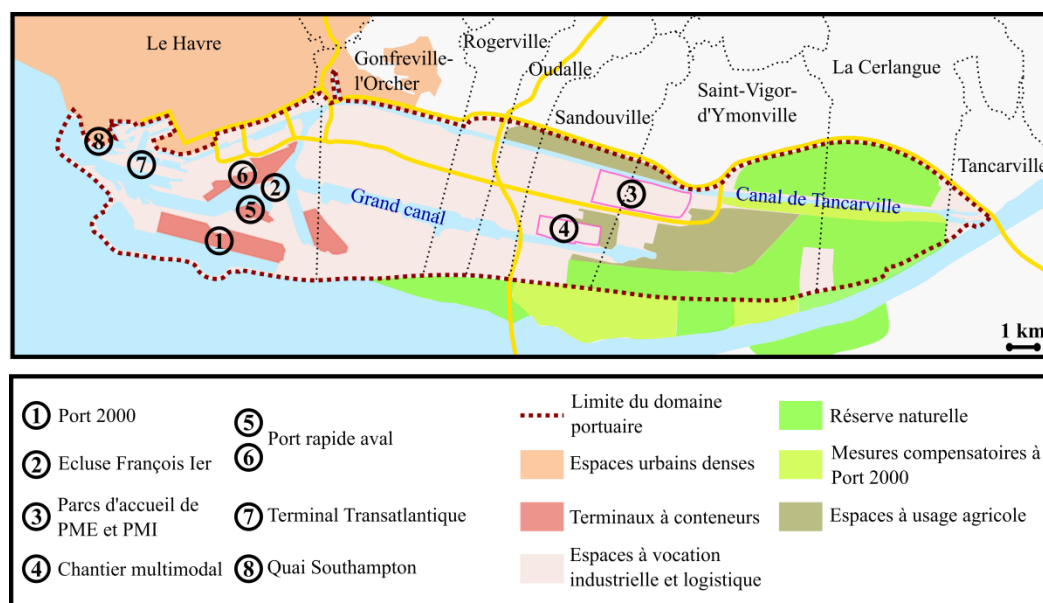 Le Havre
Gonfreville-
l'Orcher
Rogerville
Oudalle
Sandouville
Saint-Vigor-
d'Ymonville
La Cerlangue
Tancarville
8
7
6
2
5
1
Grand canal
3
4
Canal de Tancarville
1 km
1 Port 2000
2 Ecluse François Ier
3 Parcs d'accueil de
PME et PMI
4 Chantier multimodal
5
6
Port rapide aval
7 Terminal Transatlantique
8 Quai Southampton
Limite du domaine
portuaire
Espaces urbains denses
Terminaux à conteneurs
Espaces à vocation
industrielle et logistique
Réserve naturelle
Mesures compensatoires à
Port 2000
Espaces à usage agricole